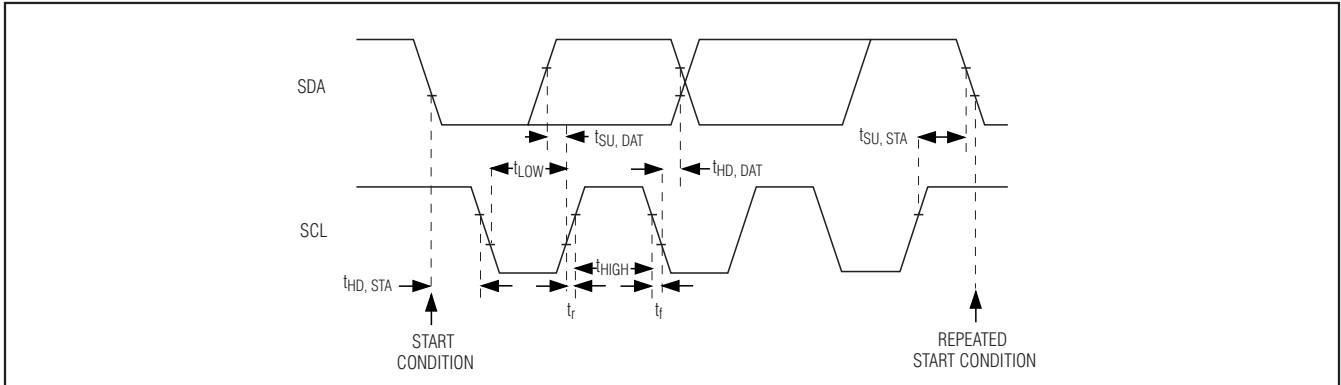 SDA
tSU, DAT
tSU, STA
tLOW
tHD, DAT
SCL
tHIGH
tHD, STA
tr
tf
START
CONDITION
REPEATED
START CONDITION